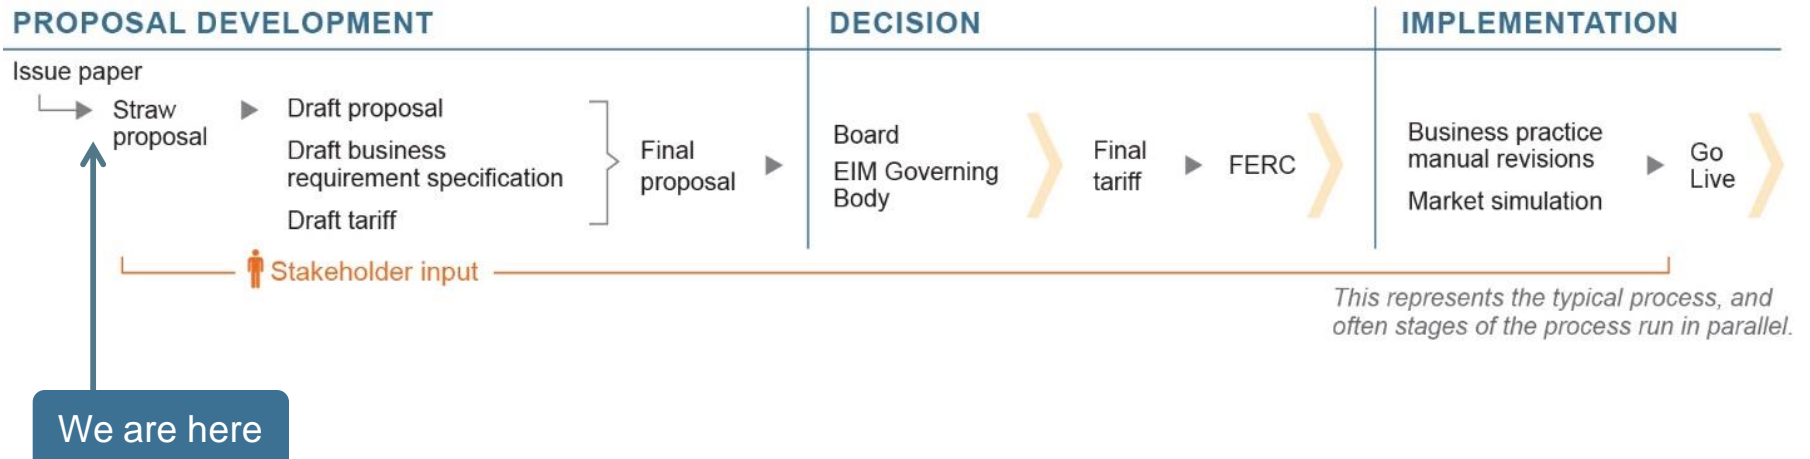 PROPOSAL DEVELOPMENT
DECISION
IMPLEMENTATION
Issue paper
Straw
proposal
Draft proposal
Draft business
requirement specification
Draft tariff
Final
proposal
Board
EIM Governing
Body
Final
tariff
FERC
Business practice
manual revisions
Market simulation
Go
Live
Stakeholder input
This represents the typical process, and
often stages of the process run in parallel.
We are here